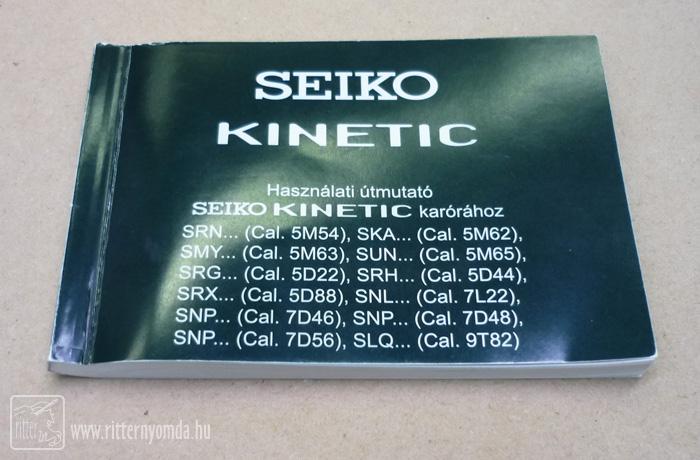 SEIKO
KINETIC
Használati útmutató
SEIKO KINETIC karórához
SRN... (Cal. 5M54), SKA... (Cal. 5M62),
SMY... (Cal. 5M63), SUN... (Cal. 5M65),
SRG... (Cal. 5D22), SRH... (Cal. 5D44),
SRX... (Cal. 5D88), SNL... (Cal. 7L22),
SNP... (Cal. 7D46), SNP... (Cal. 7D48),
SNP... (Cal. 7D56), SLQ... (Cal. 9T82)
ritter www.ritternyomda.hu